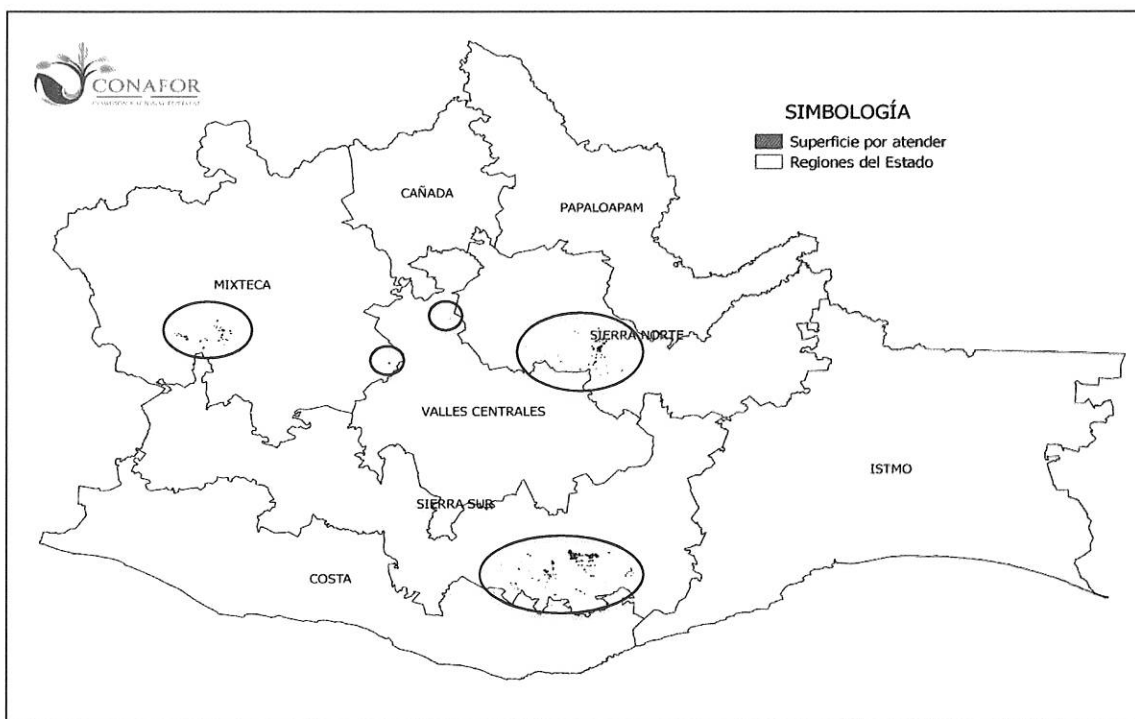 CONAFOR
SIMBOLOGÍA
Superficie por atender
Regiones del Estado
CAÑADA
PAPALOAPAM
MIXTECA
SIERRA NORTE
VALLES CENTRALES
ISTMO
SIERRA SUR
COSTA